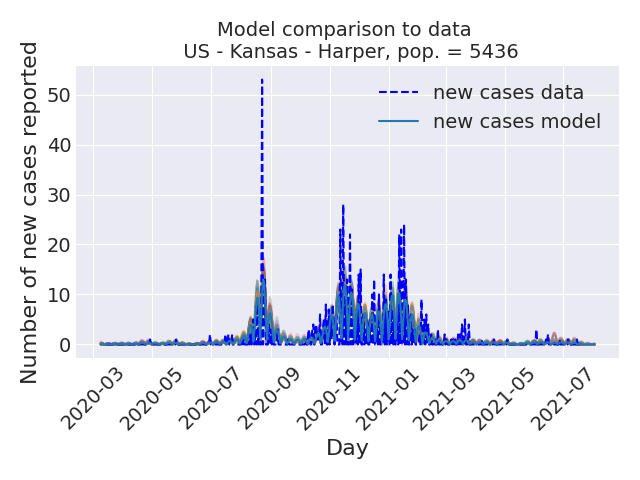 Model comparison to data
US - Kansas - Harper, pop. = 5436
Number of new cases reported
50
40
30
20
10
0
new cases data
new cases model
2020-03
2020-05
2020-07
2020-09
2020-11
2021-01
2021-03
2021-05
2021-07
Day